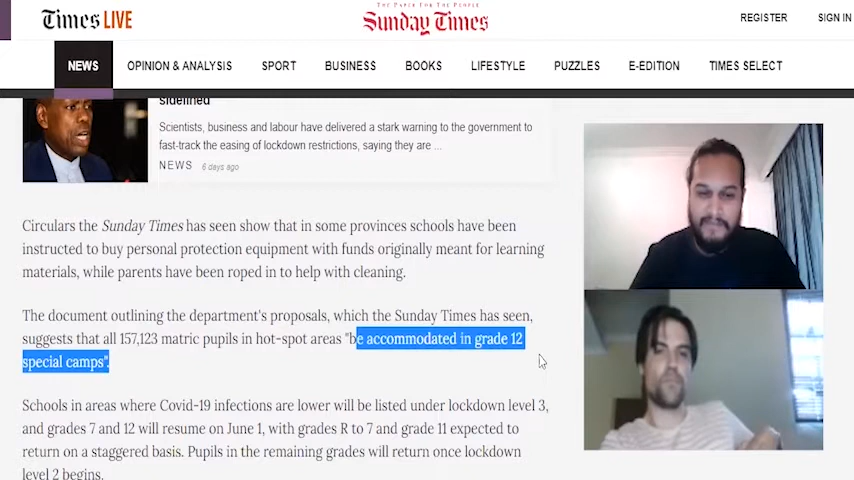 Times LIVE
THE PAPER FOR THE PEOPLE
Sunday Times
REGISTER
SIGN IN
NEWS
OPINION & ANALYSIS
SPORT
BUSINESS
BOOKS
LIFESTYLE
PUZZLES
E-EDITION
TIMES SELECT
sidelined
Scientists, business and labour have delivered a stark warning to the government to
fast-track the easing of lockdown restrictions, saying they are ...
NEWS 6 days ago
Circulars the Sunday Times has seen show that in some provinces schools have been
instructed to buy personal protection equipment with funds originally meant for learning
materials, while parents have been roped in to help with cleaning.
The document outlining the department's proposals, which the Sunday Times has seen,
suggests that all 157,123 matric pupils in hot-spot areas "be accommodated in grade 12
special camps".
Schools in areas where Covid-19 infections are lower will be listed under lockdown level 3,
and grades 7 and 12 will resume on June 1, with grades R to 7 and grade 11 expected to
return on a staggered basis. Pupils in the remaining grades will return once lockdown
level 2 begins.